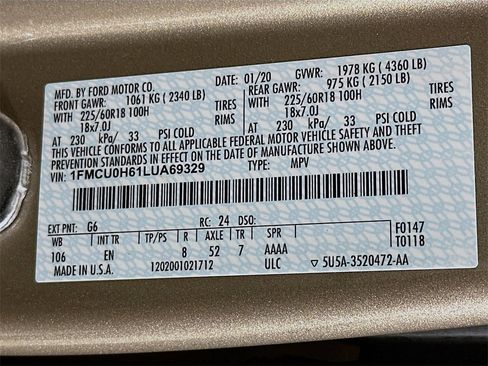 MFD. BY FORD MOTOR CO.
DATE: 01/20 GVWR: 1978 KG ( 4360 LB)
FRONT GAWR: 1061 KG ( 2340 LB) REAR GAWR: 975 KG ( 2150 LB)
225/60R18 100H TIRES 225/60R18 100H TIRES
18x7.0J RIMS 18x7.0J RIMS
AT 230 kPa/ 33 PSI COLD AT 230 kPa/ 33 PSI COLD
THIS VEHICLE CONFORMS TO ALL APPLICABLE FEDERAL MOTOR VEHICLE SAFETY AND THEFT
PREVENTION STANDARDS IN EFFECT ON THE DATE OF MANUFACTURE SHOWN ABOVE.
VIN: 1FMCU0H61LUA69329 TYPE: MPV
EXT PNT: G6 RC: 24 DSO: F0147
WB INT TR TP/PS R AXLE TR SPR T0118
106 EN 8 52 7 AAAA
MADE IN U.S.A. 1202001021712 ULC ▽ 5U5A-3520472-AA